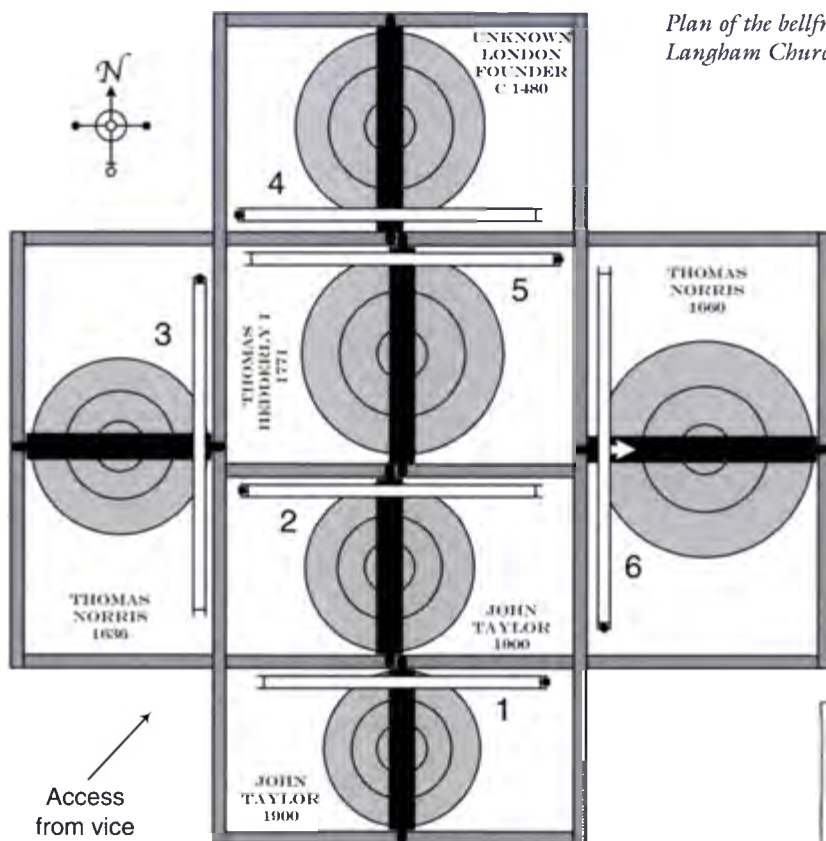 Plan of the bellfr
Langham Churc
N
UNKNOWN
LONDON
FOUNDER
C 1480
4
5
THOMAS
HEDDERLY I
1771
THOMAS
NORRIS
1660
3
2
6
THOMAS
NORRIS
1636
JOHN
TAYLOR
1900
1
JOHN
TAYLOR
1900
Access
from vice